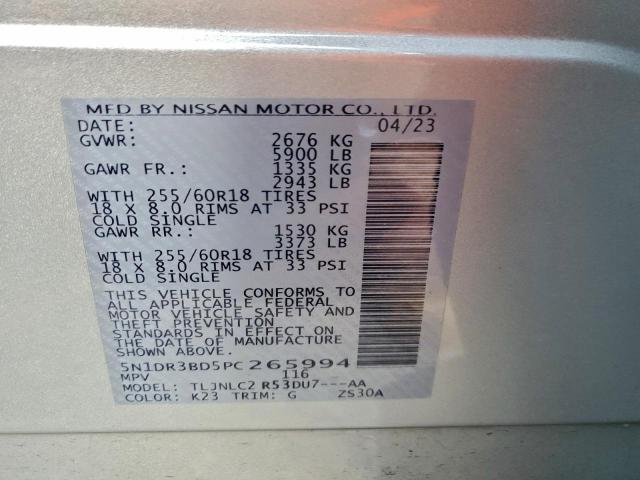 MFD BY NISSAN MOTOR CO., LTD.
DATE: 04/23
GVWR: 2676 KG
5900 LB
GAWR FR.: 1335 KG
2943 LB
WITH 255/60R18 TIRES
18 X 8.0 RIMS AT 33 PSI
COLD SINGLE
GAWR RR.: 1530 KG
3373 LB
WITH 255/60R18 TIRES
18 X 8.0 RIMS AT 33 PSI
COLD SINGLE
THIS VEHICLE CONFORMS TO
ALL APPLICABLE FEDERAL
MOTOR VEHICLE SAFETY AND
THEFT PREVENTION
STANDARDS IN EFFECT ON
THE DATE OF MANUFACTURE
SHOWN ABOVE.
5N1DR3BD5PC 265994
MPV 116
MODEL: TLJNLC2 R53DU7---AA
COLOR: K23 TRIM: G ZS30A